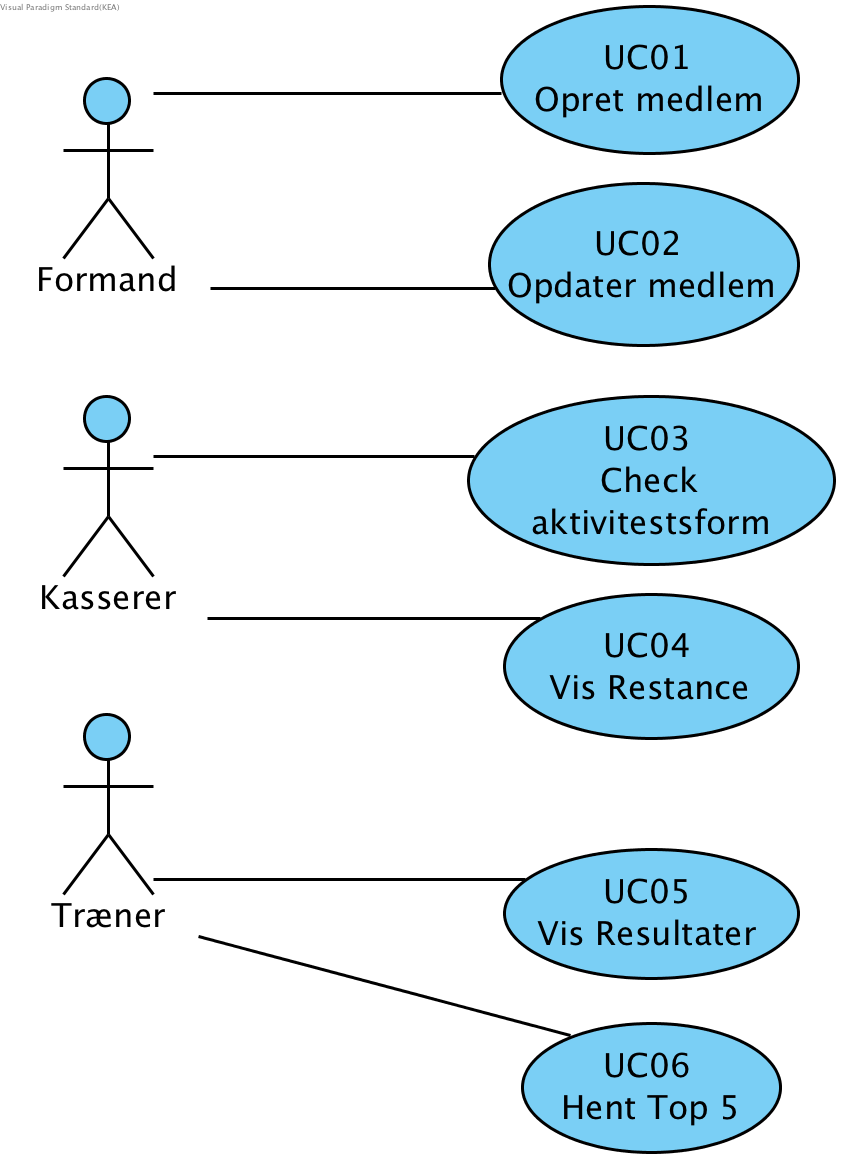 Visual Paradigm Standard(KEA)
UC01
Opret medlem
Formand
UC02
Opdater medlem
UC03
Check
aktivitestsform
Kasserer
UC04
Vis Restance
UC05
Vis Resultater
Træner
UC06
Hent Top 5